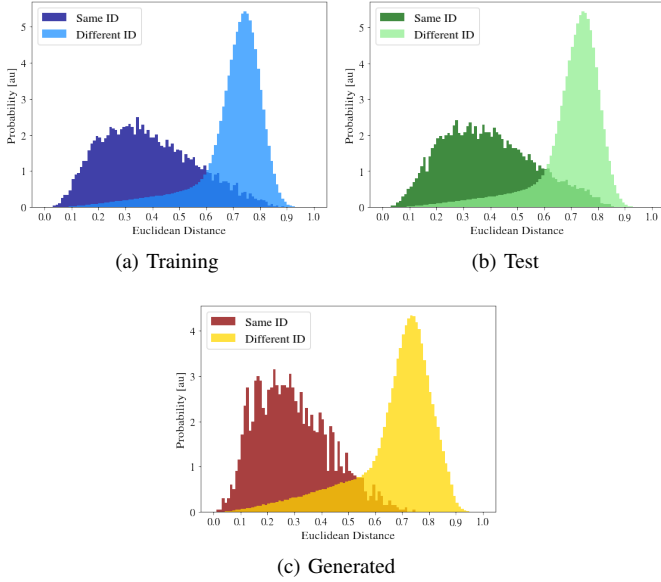 Same ID
Different ID
Probability [au]
5
4
3
2
1
0
0.0 0.1 0.2 0.3 0.4 0.5 0.6 0.7 0.8 0.9 1.0
Euclidean Distance
(a) Training
Same ID
Different ID
Probability [au]
5
4
3
2
1
0
0.0 0.1 0.2 0.3 0.4 0.5 0.6 0.7 0.8 0.9 1.0
Euclidean Distance
(b) Test
Same ID
Different ID
Probability [au]
4
3
2
1
0
0.0 0.1 0.2 0.3 0.4 0.5 0.6 0.7 0.8 0.9 1.0
Euclidean Distance
(c) Generated